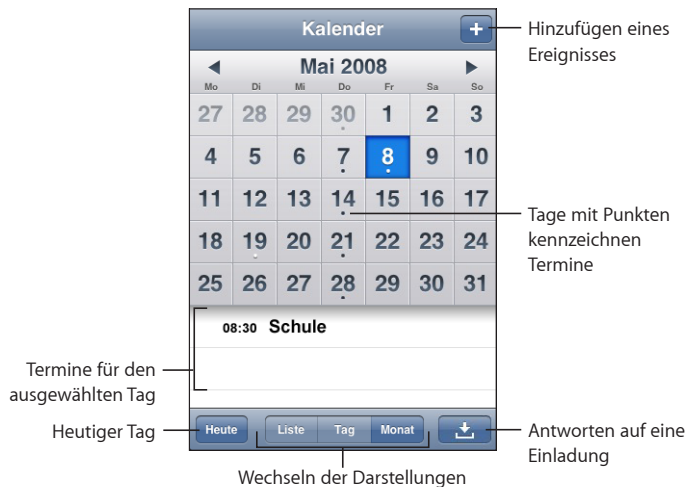 Kalender
+
Hinzufügen eines
Ereignisses
Mai 2008
Mo Di Mi Do Fr Sa So
27 28 29 30 1 2 3
4 5 6 7 8 9 10
11 12 13 14 15 16 17
Tage mit Punkten
kennzeichnen
Termine
18 19 20 21 22 23 24
25 26 27 28 29 30 31
08:30 Schule
Termine für den
ausgewählten Tag
Heutiger Tag
Heute Liste Tag Monat
Antworten auf eine
Einladung
Wechseln der Darstellungen